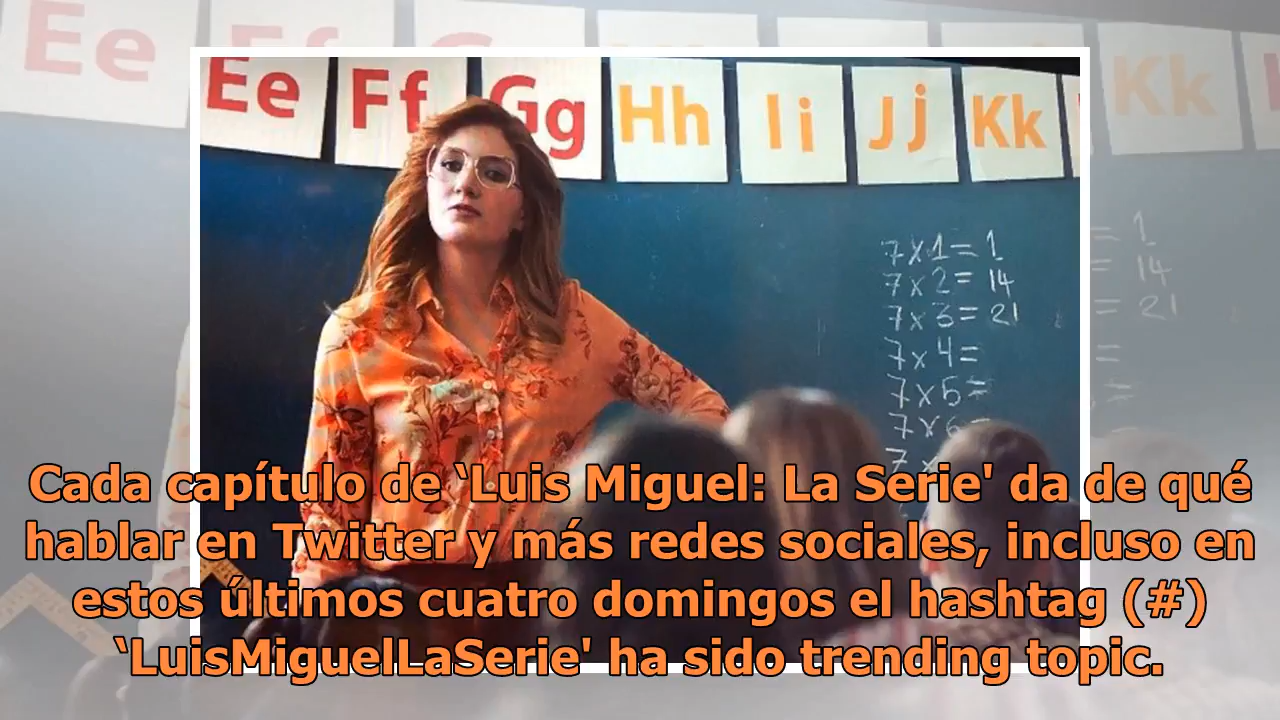 Ee Ff Gg Hh Ii Jj Kk
7x1= 1
7x2= 14
7x3= 21
7x4=
7x5=
7x6=
7x
Cada capítulo de ‘Luis Miguel: La Serie' da de qué
hablar en Twitter y más redes sociales, incluso en
estos últimos cuatro domingos el hashtag (#)
‘LuisMiguelLaSerie' ha sido trending topic.